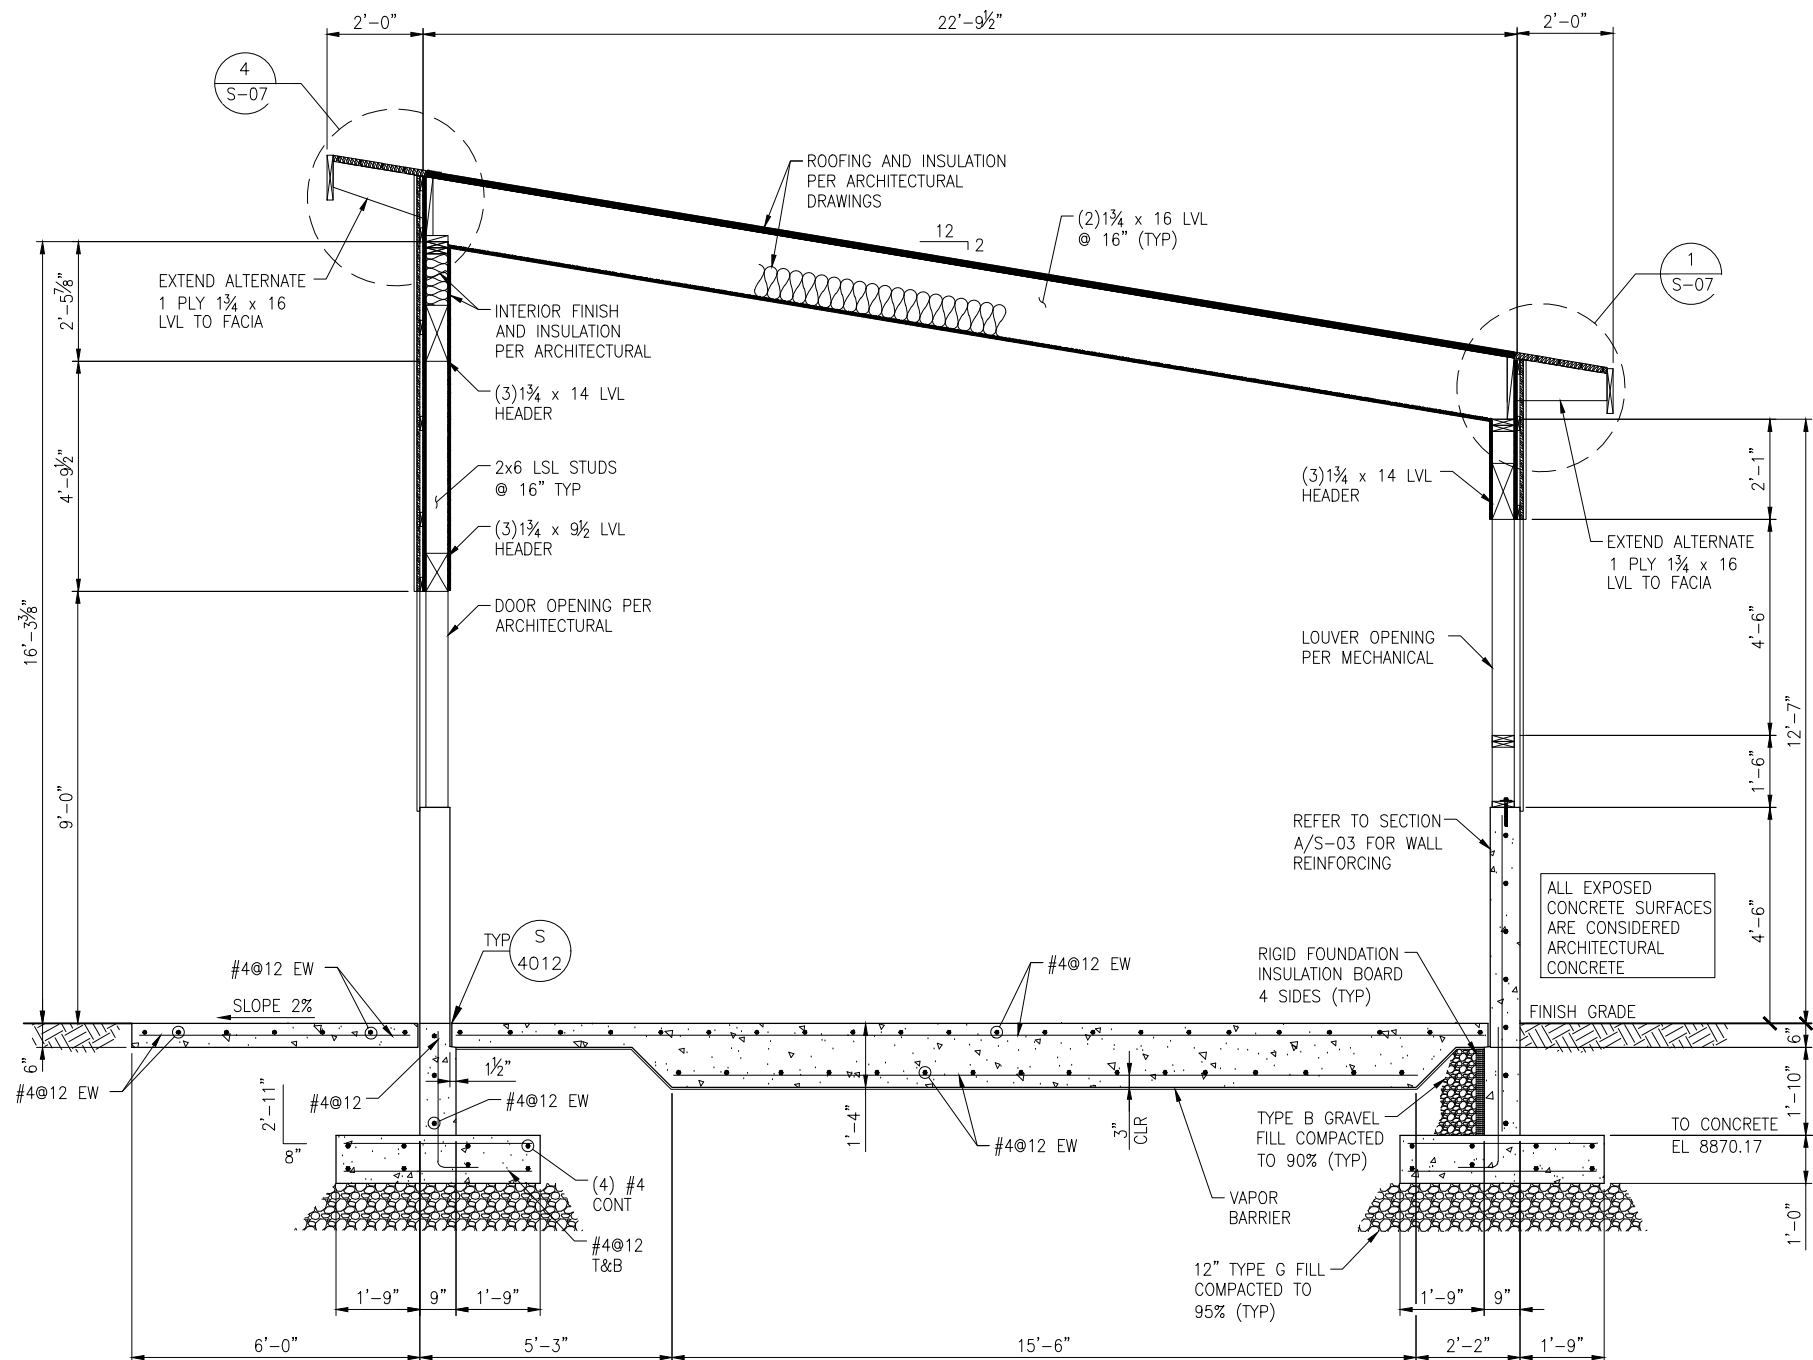 2'-0"
22'-9½"
2'-0"
4
S-07
ROOFING AND INSULATION
PER ARCHITECTURAL
DRAWINGS
(2)1¾ x 16 LVL
@ 16" (TYP)
12
2
1
S-07
EXTEND ALTERNATE
1 PLY 1¾ x 16
LVL TO FACIA
INTERIOR FINISH
AND INSULATION
PER ARCHITECTURAL
2'-5⅞"
(3)1¾ x 14 LVL
HEADER
4'-9½"
2x6 LSL STUDS
@ 16" TYP
(3)1¾ x 14 LVL
HEADER
2'-1"
(3)1¾ x 9½ LVL
HEADER
EXTEND ALTERNATE
1 PLY 1¾ x 16
LVL TO FACIA
DOOR OPENING PER
ARCHITECTURAL
16'-3⅜"
LOUVER OPENING
PER MECHANICAL
4'-6"
12'-7"
9'-0"
1'-6"
REFER TO SECTION
A/S-03 FOR WALL
REINFORCING
ALL EXPOSED
CONCRETE SURFACES
ARE CONSIDERED
ARCHITECTURAL
CONCRETE
4'-6"
TYP
S
4012
#4@12 EW
#4@12 EW
RIGID FOUNDATION
INSULATION BOARD
4 SIDES (TYP)
SLOPE 2%
FINISH GRADE
6"
6"
#4@12 EW
2'-11"
8"
#4@12
1½"
#4@12 EW
1'-4"
#4@12 EW
3"
CLR
TYPE B GRAVEL
FILL COMPACTED
TO 90% (TYP)
1'-10"
TO CONCRETE
EL 8870.17
(4) #4
CONT
VAPOR
BARRIER
1'-0"
#4@12
T&B
12" TYPE G FILL
COMPACTED TO
95% (TYP)
1'-9"
9"
1'-9"
1'-9"
9"
6'-0"
5'-3"
15'-6"
2'-2"
1'-9"